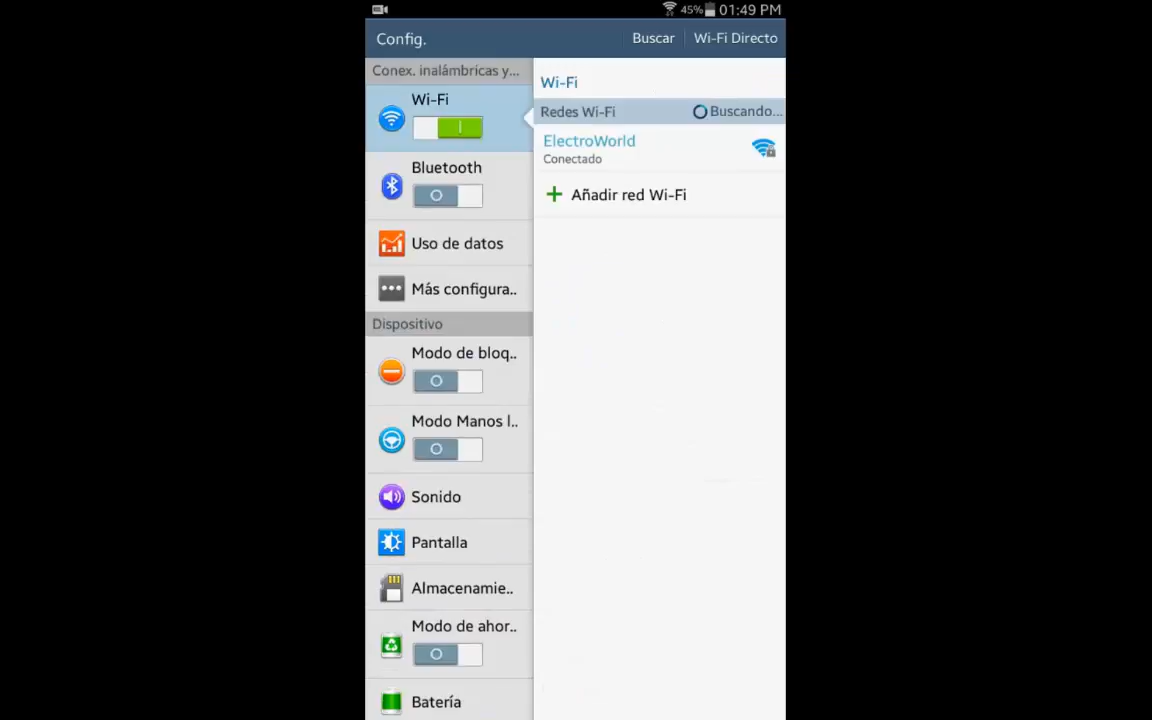 45% 01:49 PM
Config.
Buscar
Wi-Fi Directo
Conex. inalámbricas y...
Wi-Fi
Bluetooth
Uso de datos
Más configura..
Dispositivo
Modo de bloq..
Modo Manos l..
Sonido
Pantalla
Almacenamie..
Modo de ahor..
Batería
Wi-Fi
Redes Wi-Fi
Buscando...
ElectroWorld
Conectado
Añadir red Wi-Fi